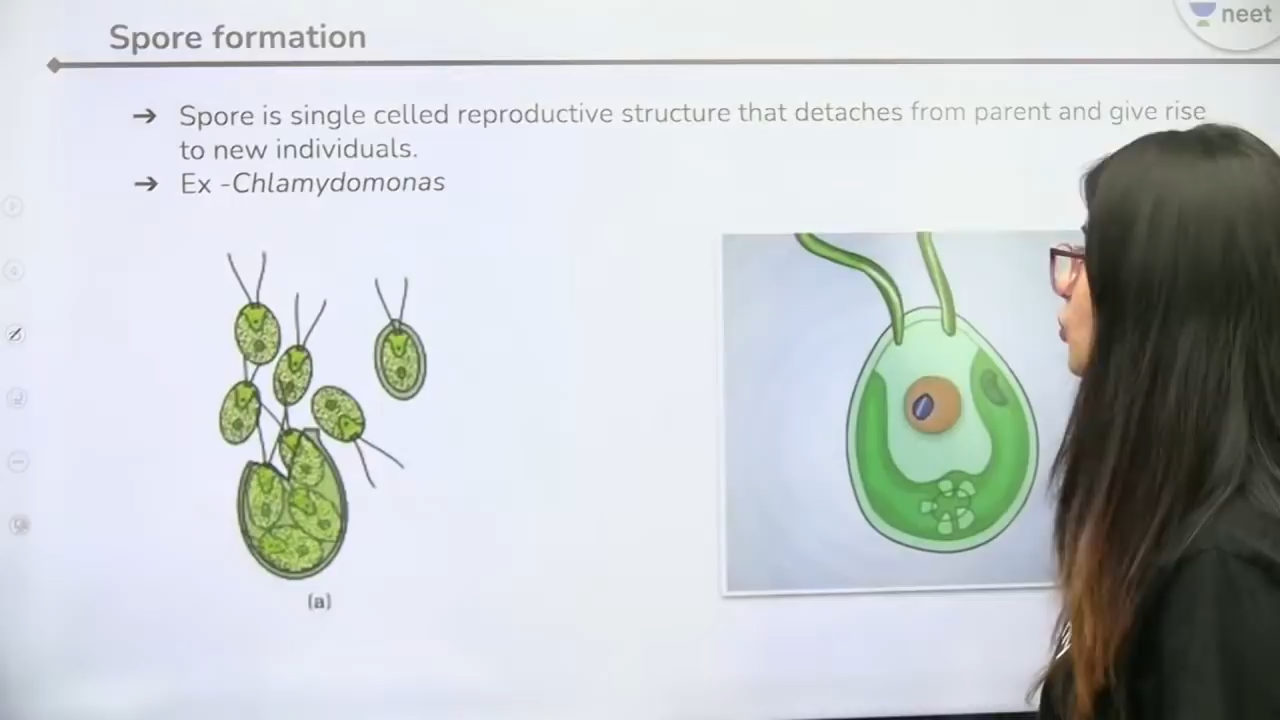 Spore formation
neet
➔ Spore is single celled reproductive structure that detaches from parent and give rise
to new individuals.
➔ Ex -Chlamydomonas
(a)